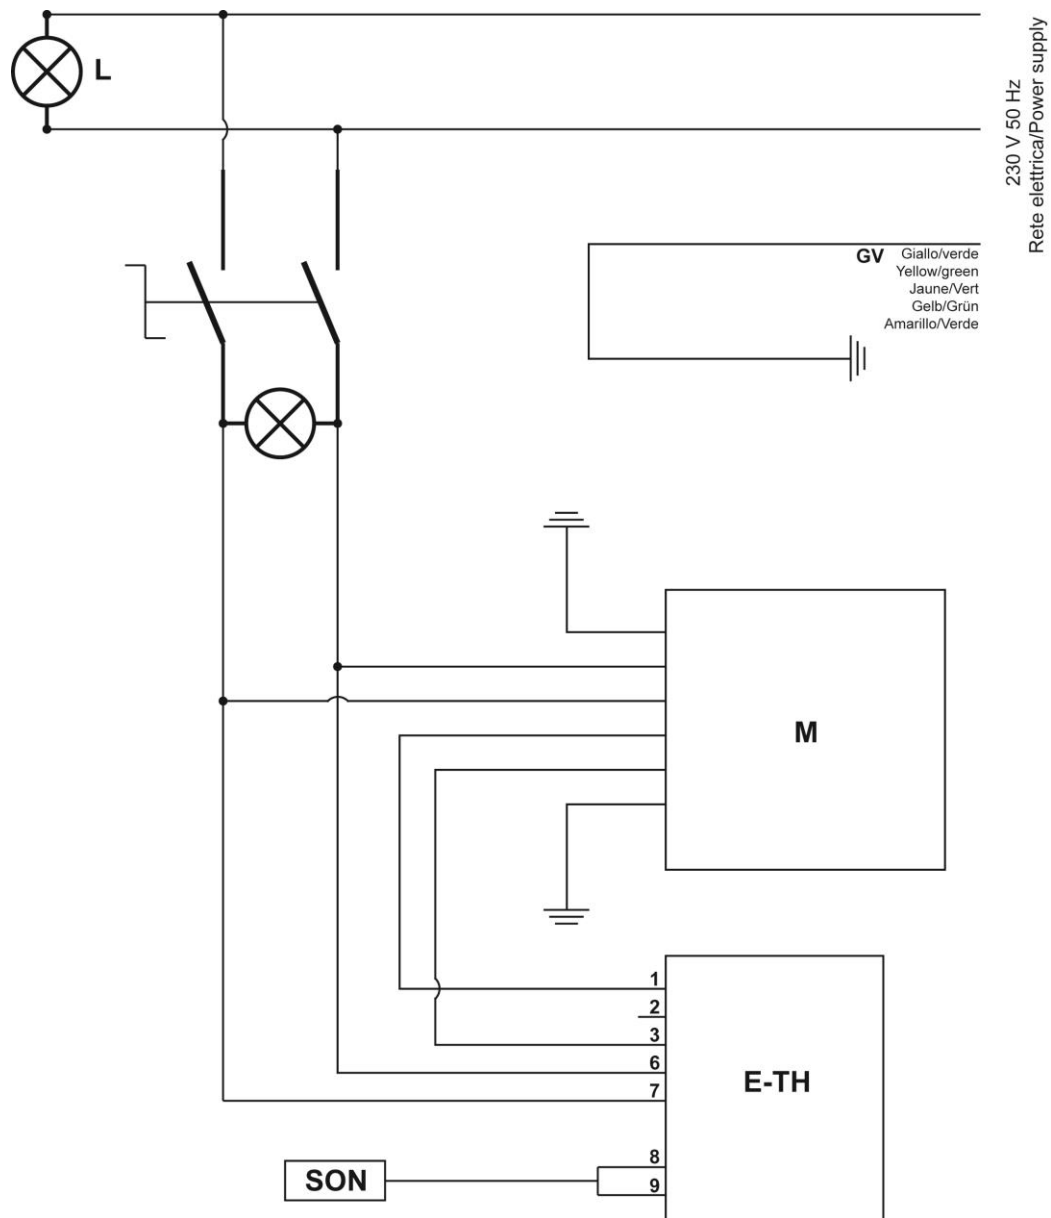 L
230 V 50 Hz
Rete elettrica/Power supply
GV Giallo/verde
Yellow/green
Jaune/Vert
Gelb/Grün
Amarillo/Verde
M
1
2
3
6
7
E-TH
8
9
SON